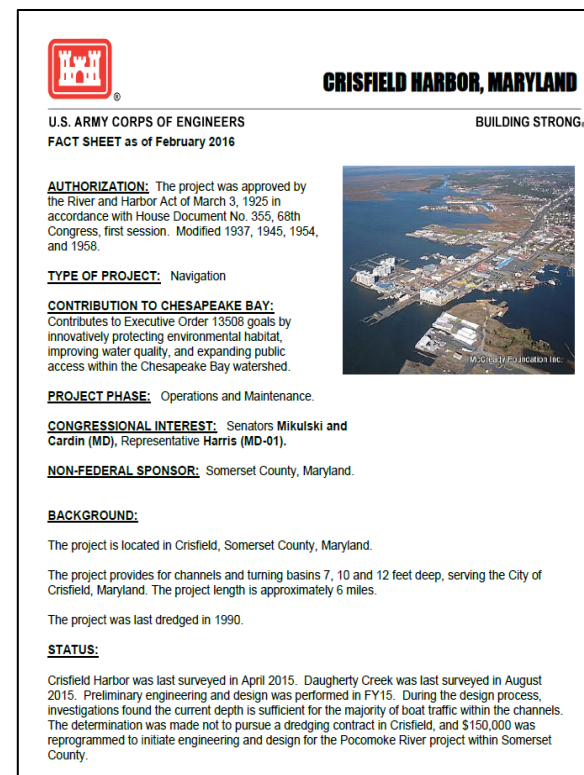 CRISFIELD HARBOR, MARYLAND
U.S. ARMY CORPS OF ENGINEERS
BUILDING STRONG®
FACT SHEET as of February 2016
AUTHORIZATION: The project was approved by
the River and Harbor Act of March 3, 1925 in
accordance with House Document No. 355, 68th
Congress, first session. Modified 1937, 1945, 1954,
and 1958.
TYPE OF PROJECT: Navigation
CONTRIBUTION TO CHESAPEAKE BAY:
Contributes to Executive Order 13508 goals by
innovatively protecting environmental habitat,
improving water quality, and expanding public
access within the Chesapeake Bay watershed.
McCready Foundation Inc.
PROJECT PHASE: Operations and Maintenance.
CONGRESSIONAL INTEREST: Senators Mikulski and
Cardin (MD), Representative Harris (MD-01).
NON-FEDERAL SPONSOR: Somerset County, Maryland.
BACKGROUND:
The project is located in Crisfield, Somerset County, Maryland.
The project provides for channels and turning basins 7, 10 and 12 feet deep, serving the City of
Crisfield, Maryland. The project length is approximately 6 miles.
The project was last dredged in 1990.
STATUS:
Crisfield Harbor was last surveyed in April 2015. Daugherty Creek was last surveyed in August
2015. Preliminary engineering and design was performed in FY15. During the design process,
investigations found the current depth is sufficient for the majority of boat traffic within the channels.
The determination was made not to pursue a dredging contract in Crisfield, and $150,000 was
reprogrammed to initiate engineering and design for the Pocomoke River project within Somerset
County.